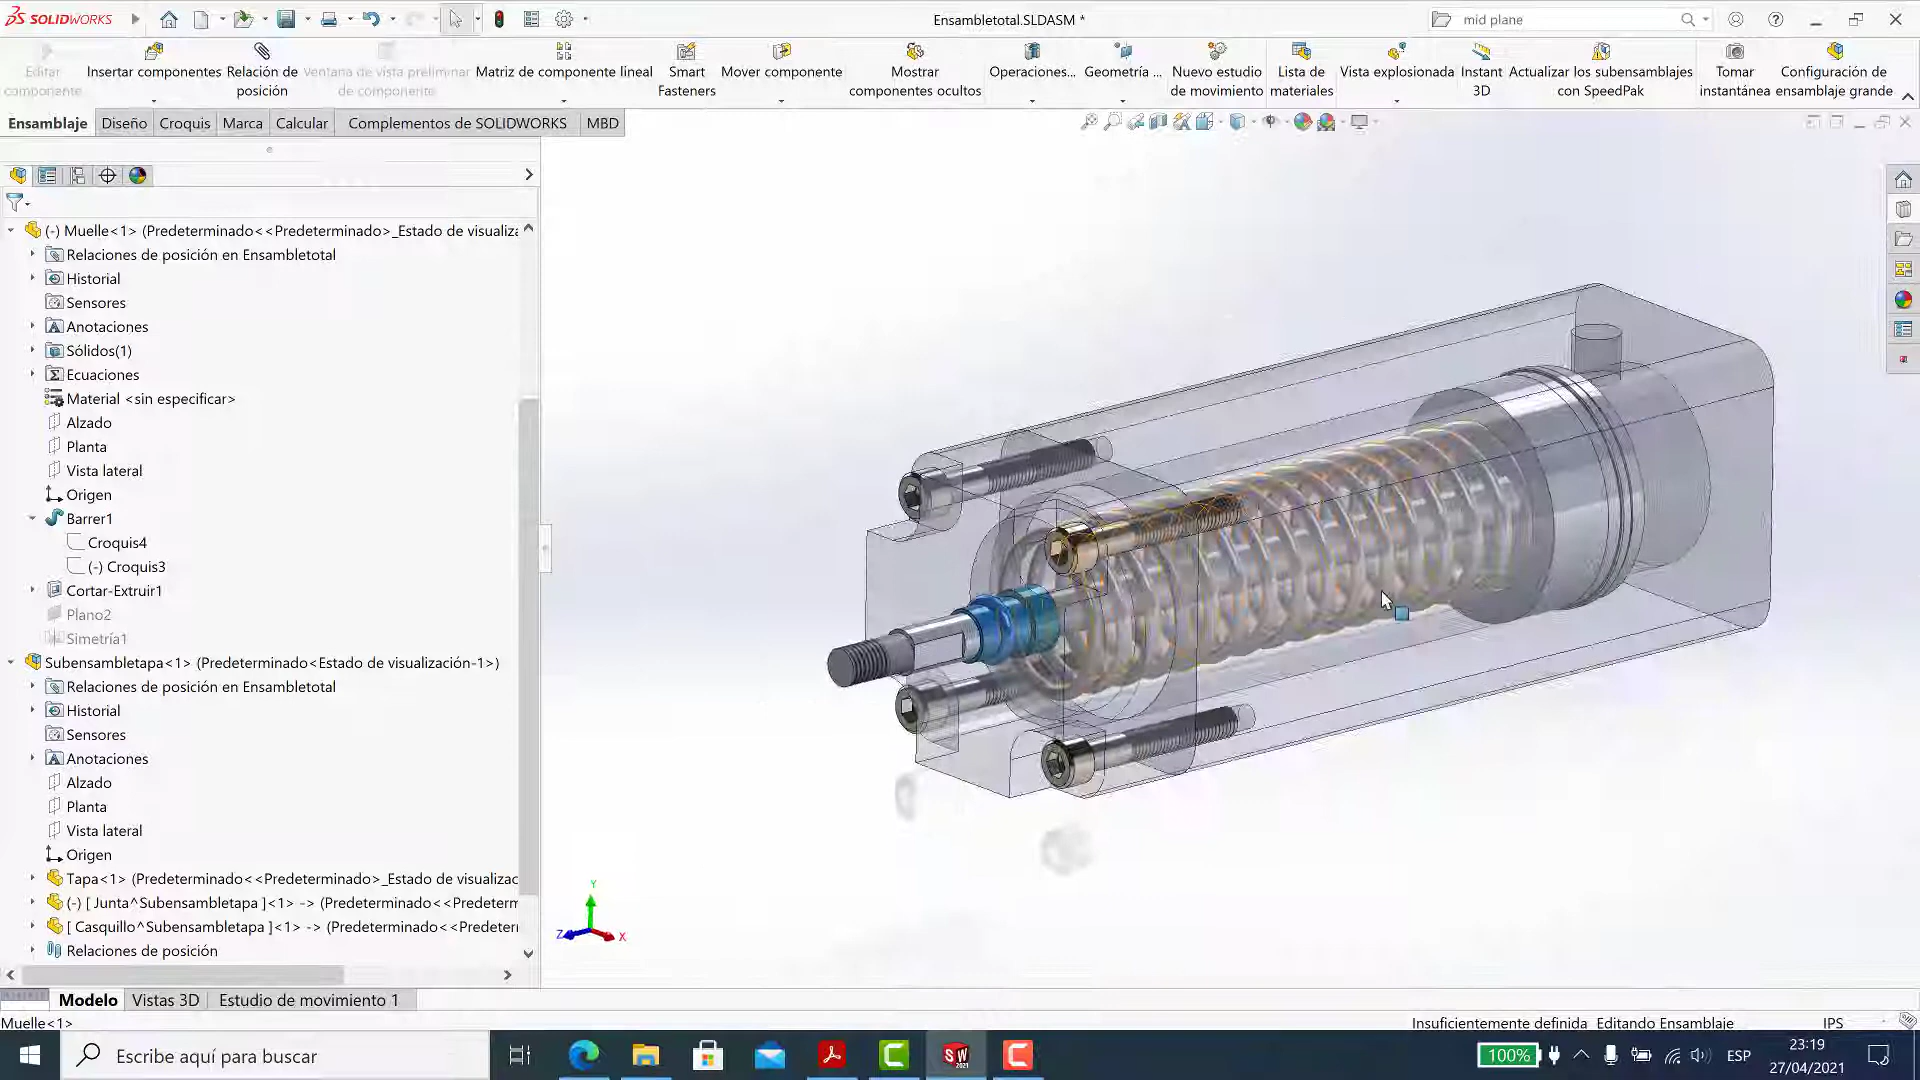 SOLIDWORKS
Ensambletotal.SLDASM *
mid plane
Editar componente
Insertar componentes
Relación de posición
Ventana de vista preliminar de componente
Matriz de componente lineal
Smart Fasteners
Mover componente
Mostrar componentes ocultos
Operaciones...
Geometría ...
Nuevo estudio de movimiento
Lista de materiales
Vista explosionada
Instant 3D
Actualizar los subensamblajes con SpeedPak
Tomar instantánea
Configuración de ensamblaje grande
Ensamblaje
Diseño
Croquis
Marca
Calcular
Complementos de SOLIDWORKS
MBD
(-) Muelle<1> (Predeterminado<<Predeterminado>_Estado de visualiza
Relaciones de posición en Ensambletotal
Historial
Sensores
Anotaciones
Sólidos(1)
Ecuaciones
Material <sin especificar>
Alzado
Planta
Vista lateral
Origen
Barrer1
Croquis4
(-) Croquis3
Cortar-Extruir1
Plano2
Simetría1
Subensambletapa<1> (Predeterminado<Estado de visualización-1>)
Relaciones de posición en Ensambletotal
Historial
Sensores
Anotaciones
Alzado
Planta
Vista lateral
Origen
Tapa<1> (Predeterminado<<Predeterminado>_Estado de visualizac
(-) [ Junta^Subensambletapa ]<1> -> (Predeterminado<<Predeterm
[ Casquillo^Subensambletapa ]<1> -> (Predeterminado<<Predeter
Relaciones de posición
Y
Z
X
Modelo
Vistas 3D
Estudio de movimiento 1
Muelle<1>
Insuficientemente definida
Editando Ensamblaje
IPS
Escribe aquí para buscar
SW
2021
100%
ESP
23:19
27/04/2021